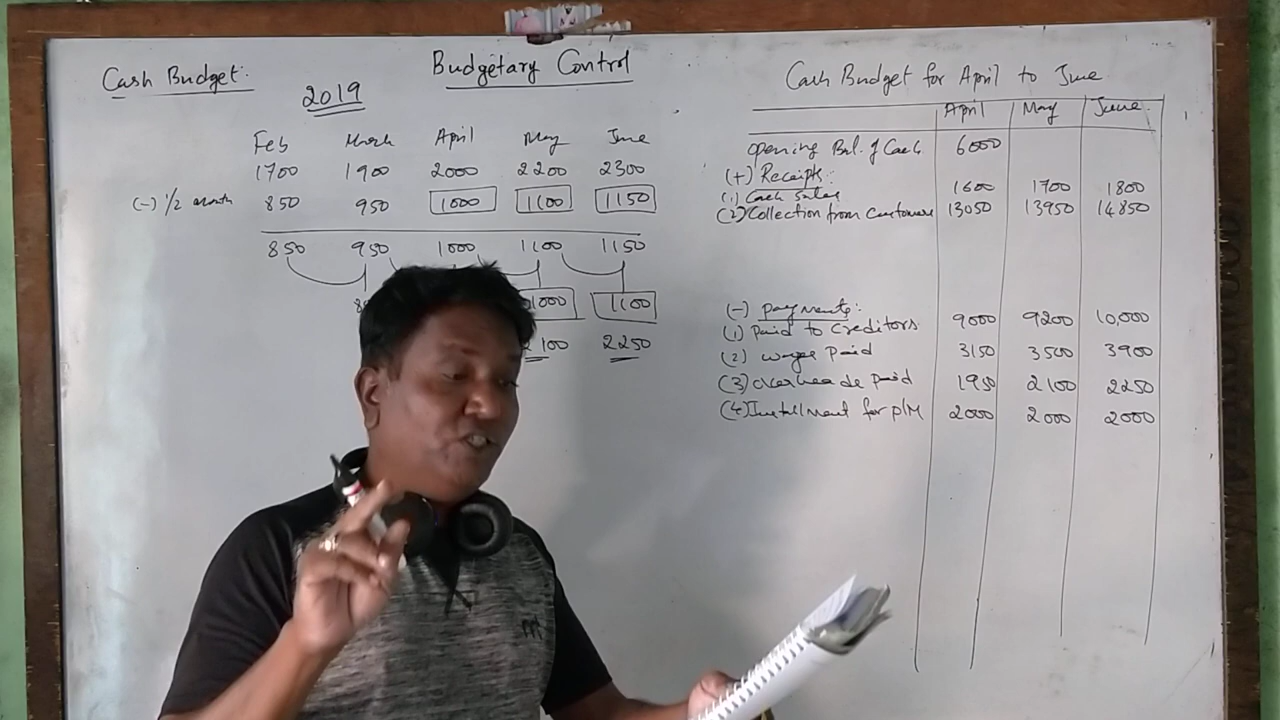 Budgetary Control
Cash Budget:
2019
Feb March April May June
1700 1900 2000 2200 2300
(-) 1/2 month 850 950 1000 1100 1150
850 950 1000 1100 1150
1000 1100
2250
Cash Budget for April to June
April May June
opening Bal. of Cash 6000
(+) Receipts:
(1) Cash Sales 1600 1700 1800
(2) Collection from Customers 13050 13950 14850
(-) payments:
(1) Paid to Creditors 9000 9200 10,000
(2) wages Paid 3150 3500 3900
(3) overheads paid 1950 2100 2250
(4) Installment for P/M 2000 2000 2000